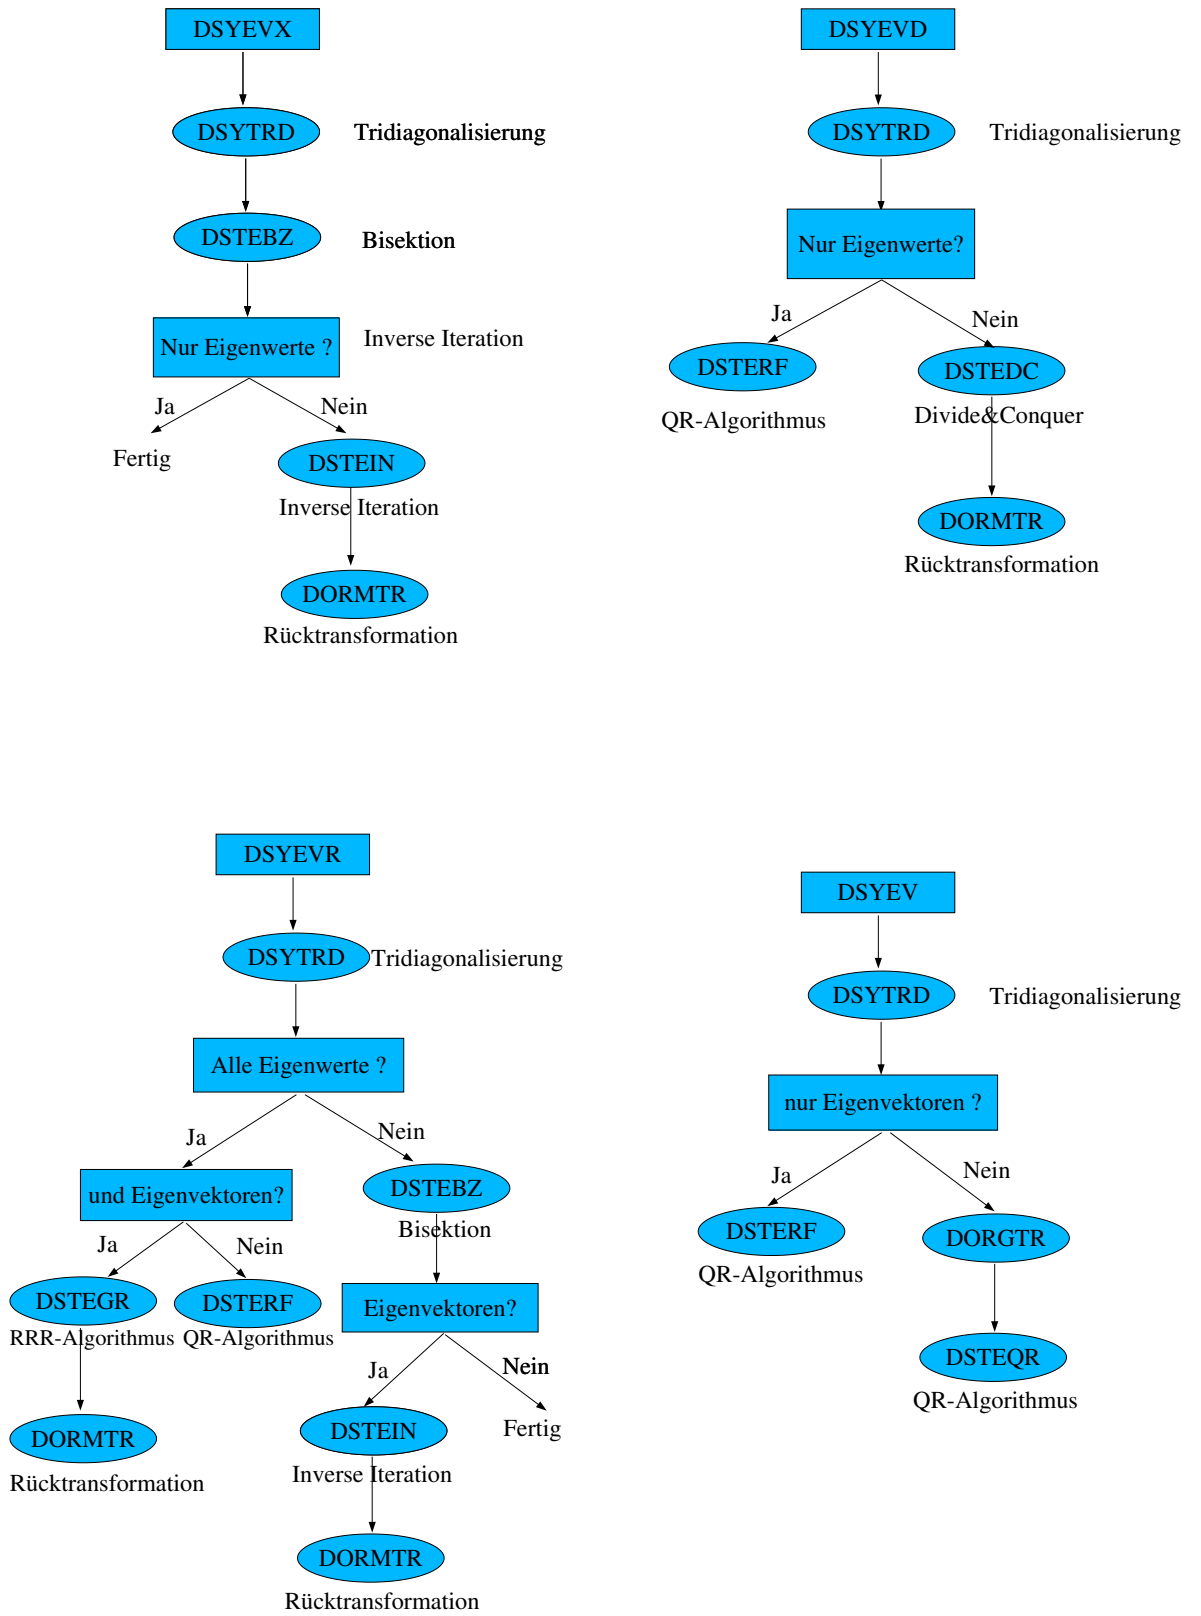 DSYEVX
DSYTRD
Tridiagonalisierung
DSTEBZ
Bisektion
Nur Eigenwerte ?
Inverse Iteration
Ja
Nein
Fertig
DSTEIN
Inverse Iteration
DORMTR
Rücktransformation
DSYEVD
DSYTRD
Tridiagonalisierung
Nur Eigenwerte?
Ja
Nein
DSTERF
QR-Algorithmus
DSTEDC
Divide&Conquer
DORMTR
Rücktransformation
DSYEVR
DSYTRD
Tridiagonalisierung
Alle Eigenwerte ?
Ja
Nein
und Eigenvektoren?
DSTEBZ
Bisektion
Ja
Nein
DSTEGR
RRR-Algorithmus
DSTERF
QR-Algorithmus
Eigenvektoren?
Ja
Nein
DORMTR
Rücktransformation
DSTEIN
Inverse Iteration
Fertig
DORMTR
Rücktransformation
DSYEV
DSYTRD
Tridiagonalisierung
nur Eigenvektoren ?
Ja
Nein
DSTERF
QR-Algorithmus
DORGTR
DSTEQR
QR-Algorithmus